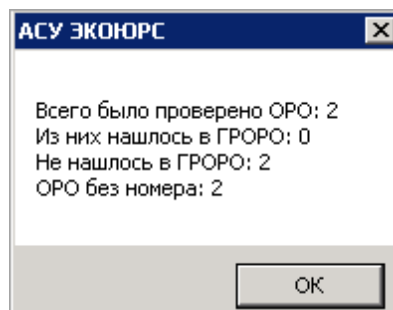 АСУ ЭКОЮРС
Всего было проверено ОРО: 2
Из них нашлось в ГРОРО: 0
Не нашлось в ГРОРО: 2
ОРО без номера: 2
ОК